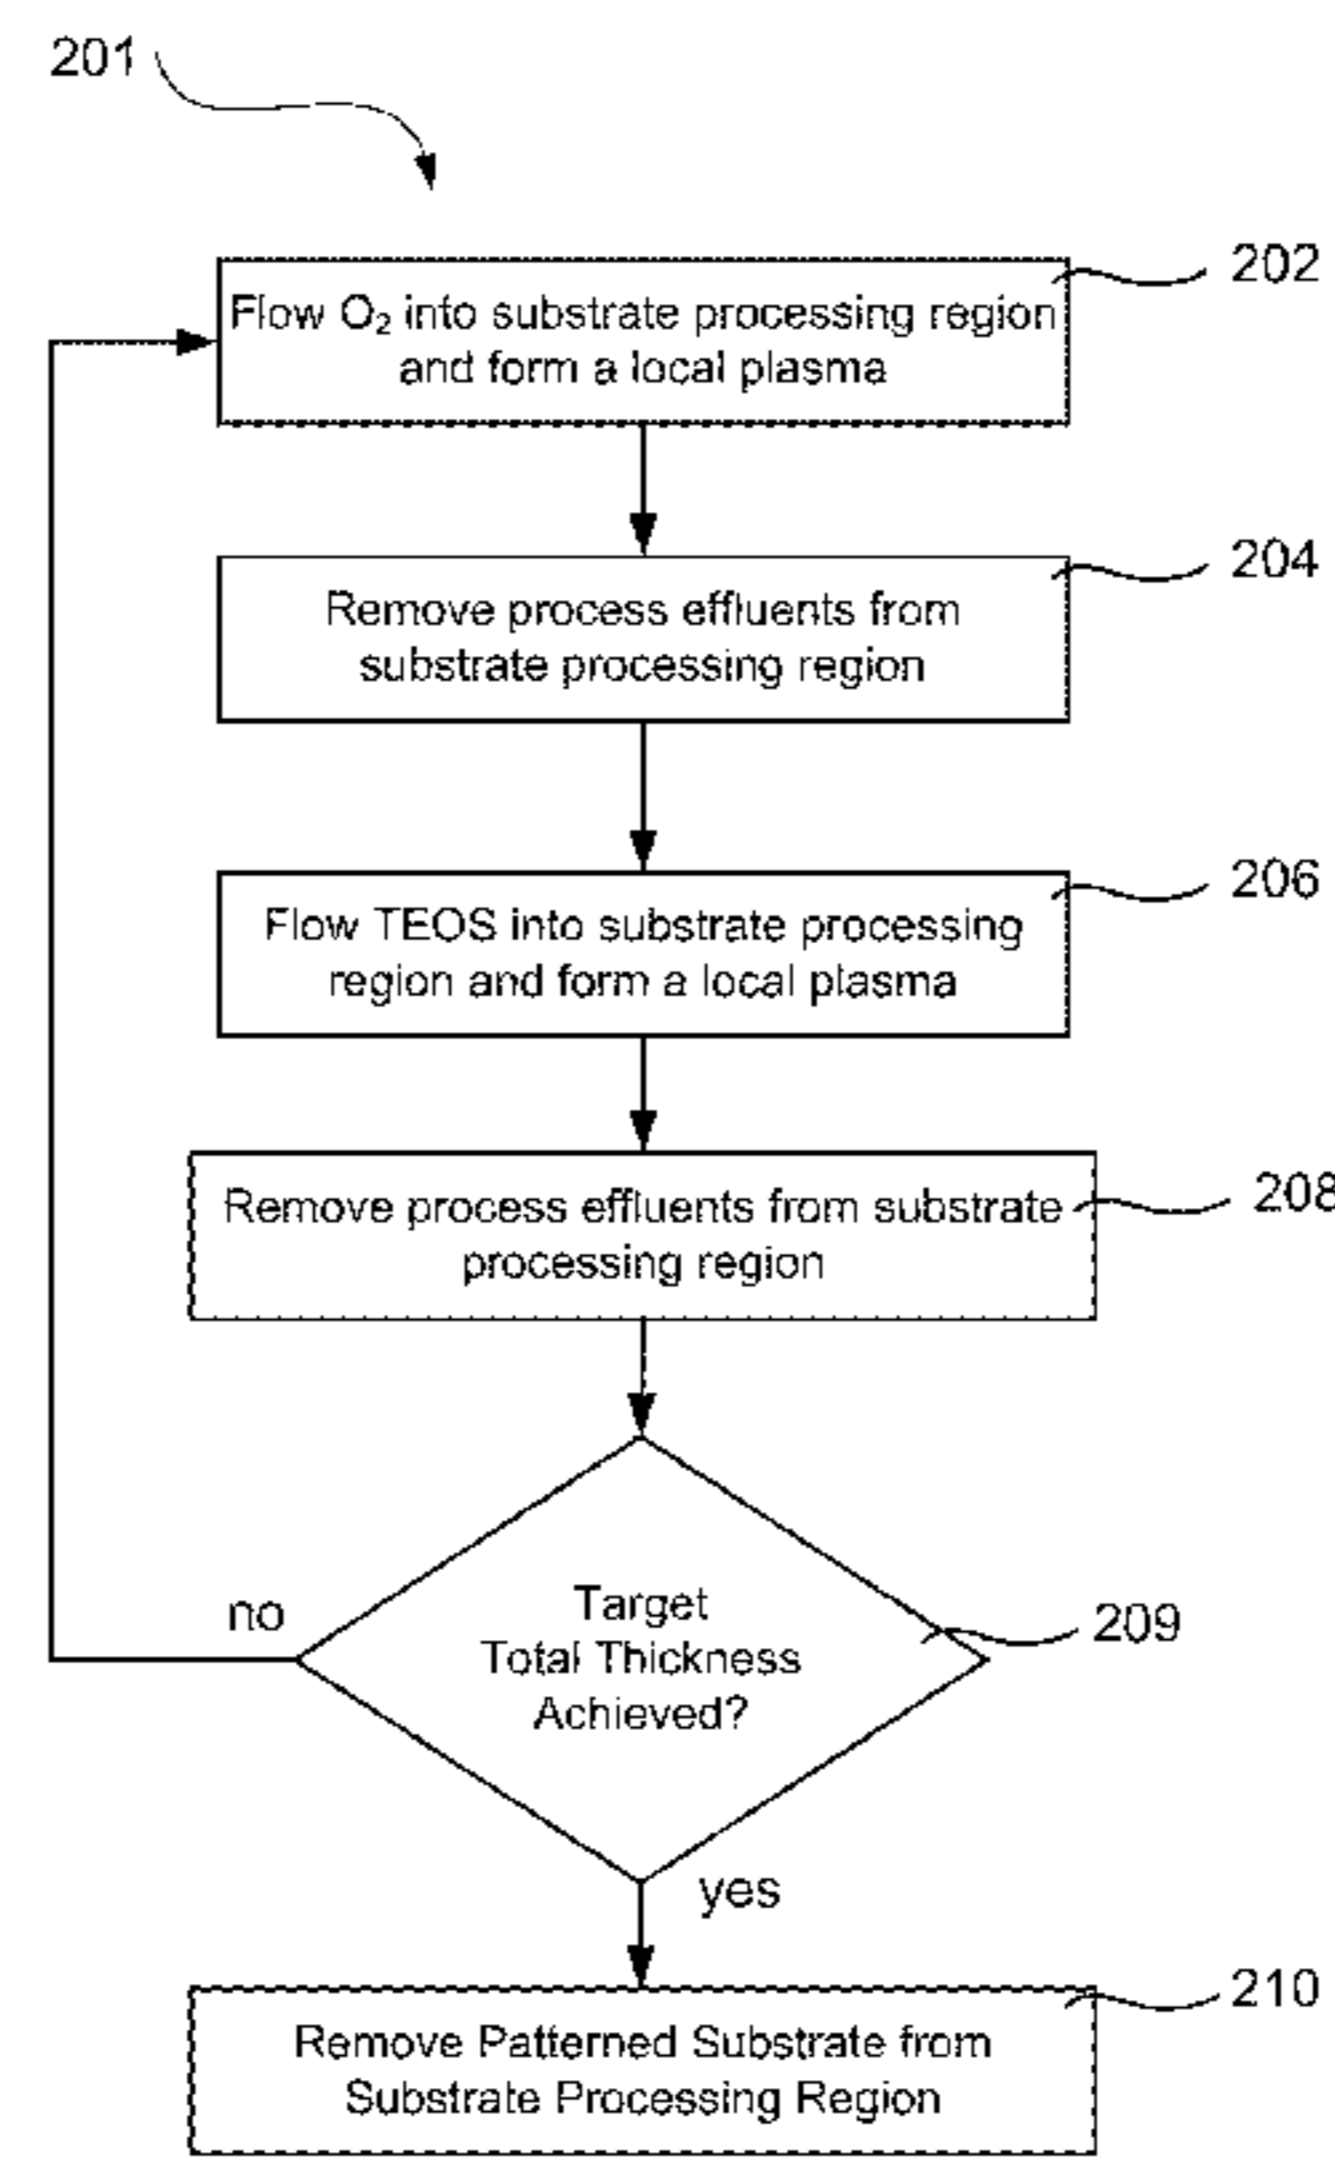 201
202
Flow O₂ into substrate processing region
and form a local plasma
204
Remove process effluents from
substrate processing region
206
Flow TEOS into substrate processing
region and form a local plasma
208
Remove process effluents from substrate
processing region
no
Target
Total Thickness
Achieved?
209
yes
210
Remove Patterned Substrate from
Substrate Processing Region